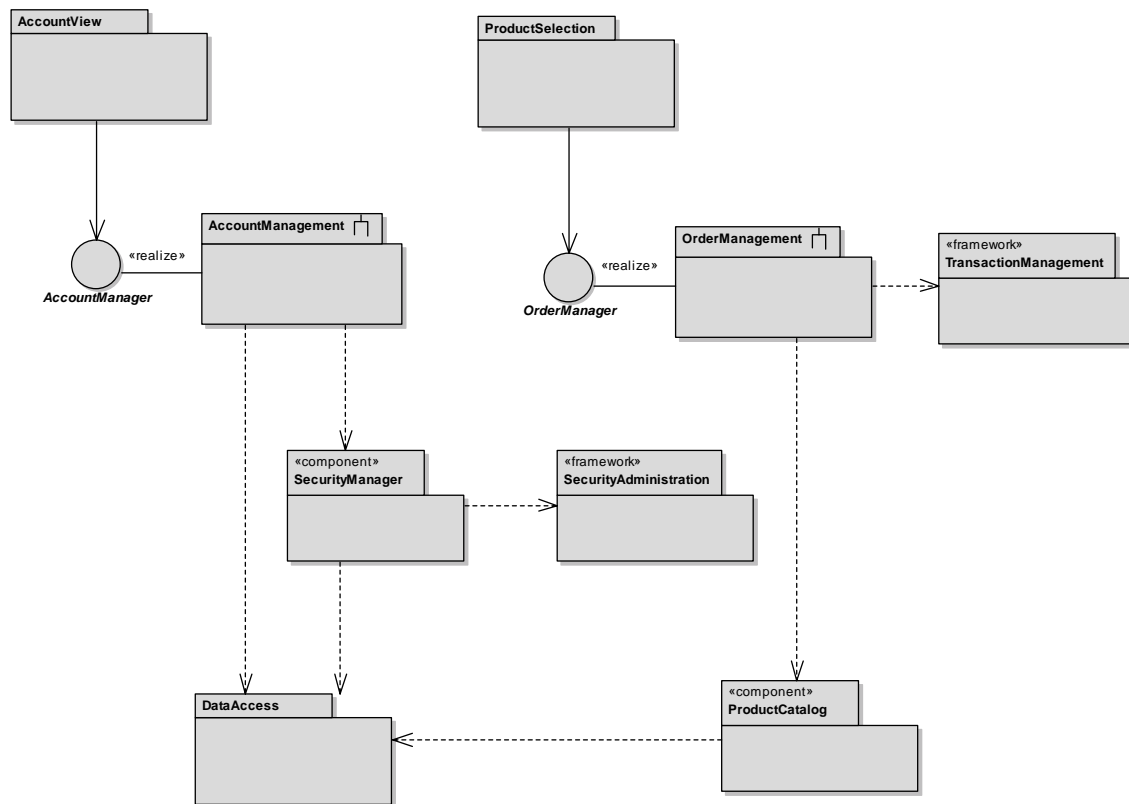 AccountView
ProductSelection
AccountManagement
OrderManagement
«framework»
TransactionManagement
«realize»
«realize»
AccountManager
OrderManager
«component»
SecurityManager
«framework»
SecurityAdministration
DataAccess
«component»
ProductCatalog